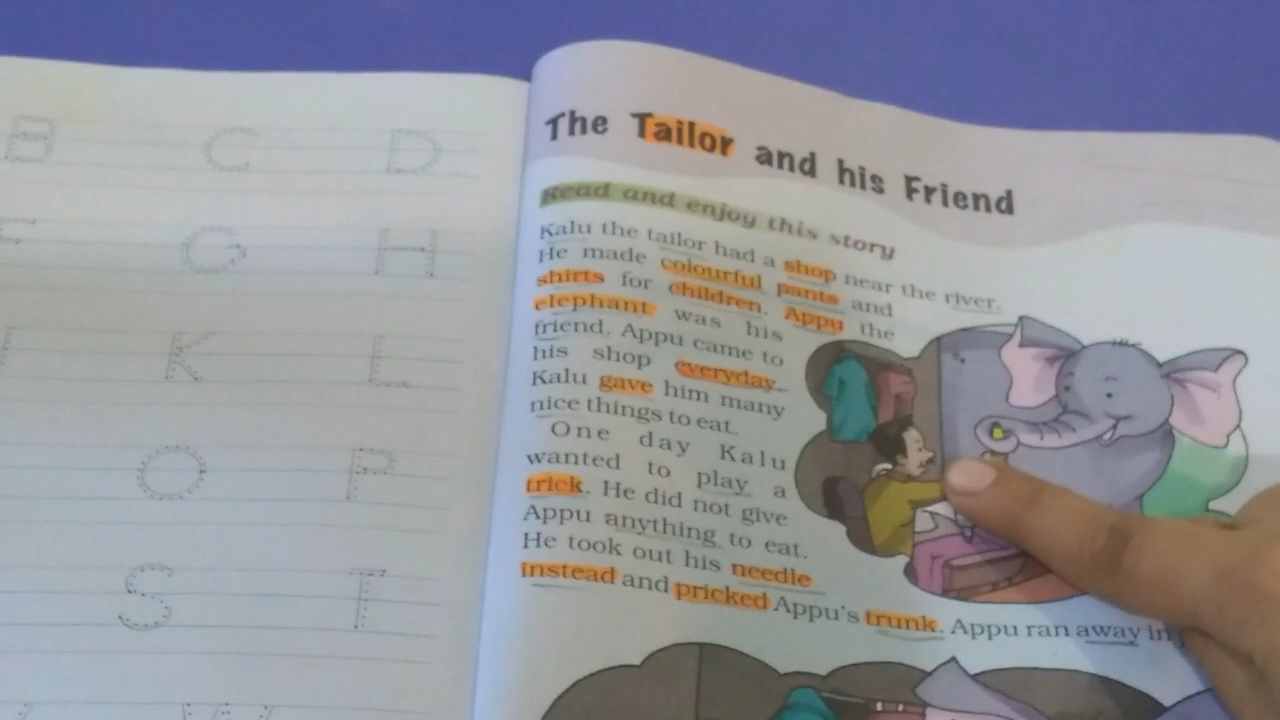 B C D
G H
K L
O P
S T
The Tailor and his Friend
Read and enjoy this story
Kalu the tailor had a shop near the river.
He made colourful pants and
shirts for children. Appu the
elephant was his
friend. Appu came to
his shop everyday.
Kalu gave him many
nice things to eat.
One day Kalu
wanted to play a
trick. He did not give
Appu anything to eat.
He took out his needle
instead and pricked Appu's trunk. Appu ran away in